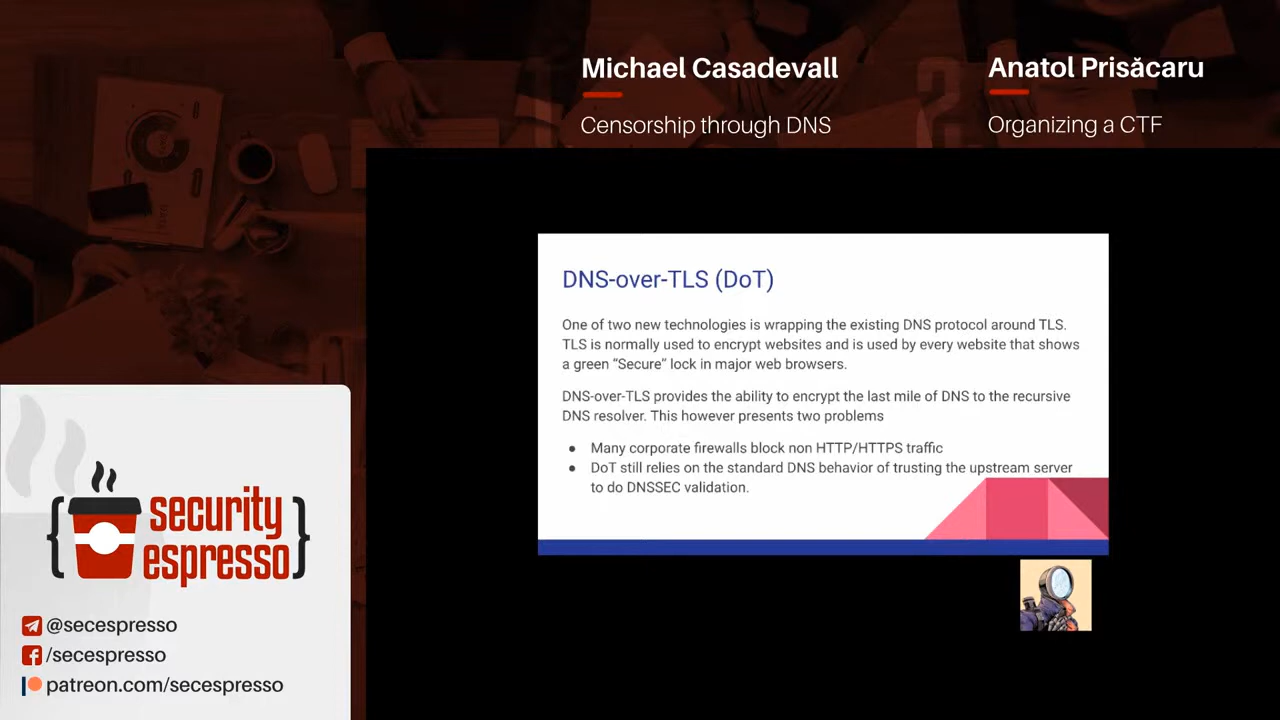 Michael Casadevall
Censorship through DNS
Anatol Prisăcaru
Organizing a CTF
DNS-over-TLS (DoT)
One of two new technologies is wrapping the existing DNS protocol around TLS.
TLS is normally used to encrypt websites and is used by every website that shows
a green “Secure” lock in major web browsers.
DNS-over-TLS provides the ability to encrypt the last mile of DNS to the recursive
DNS resolver. This however presents two problems
● Many corporate firewalls block non HTTP/HTTPS traffic
● DoT still relies on the standard DNS behavior of trusting the upstream server
to do DNSSEC validation.
{security
espresso}
@secespresso
/secespresso
patreon.com/secespresso